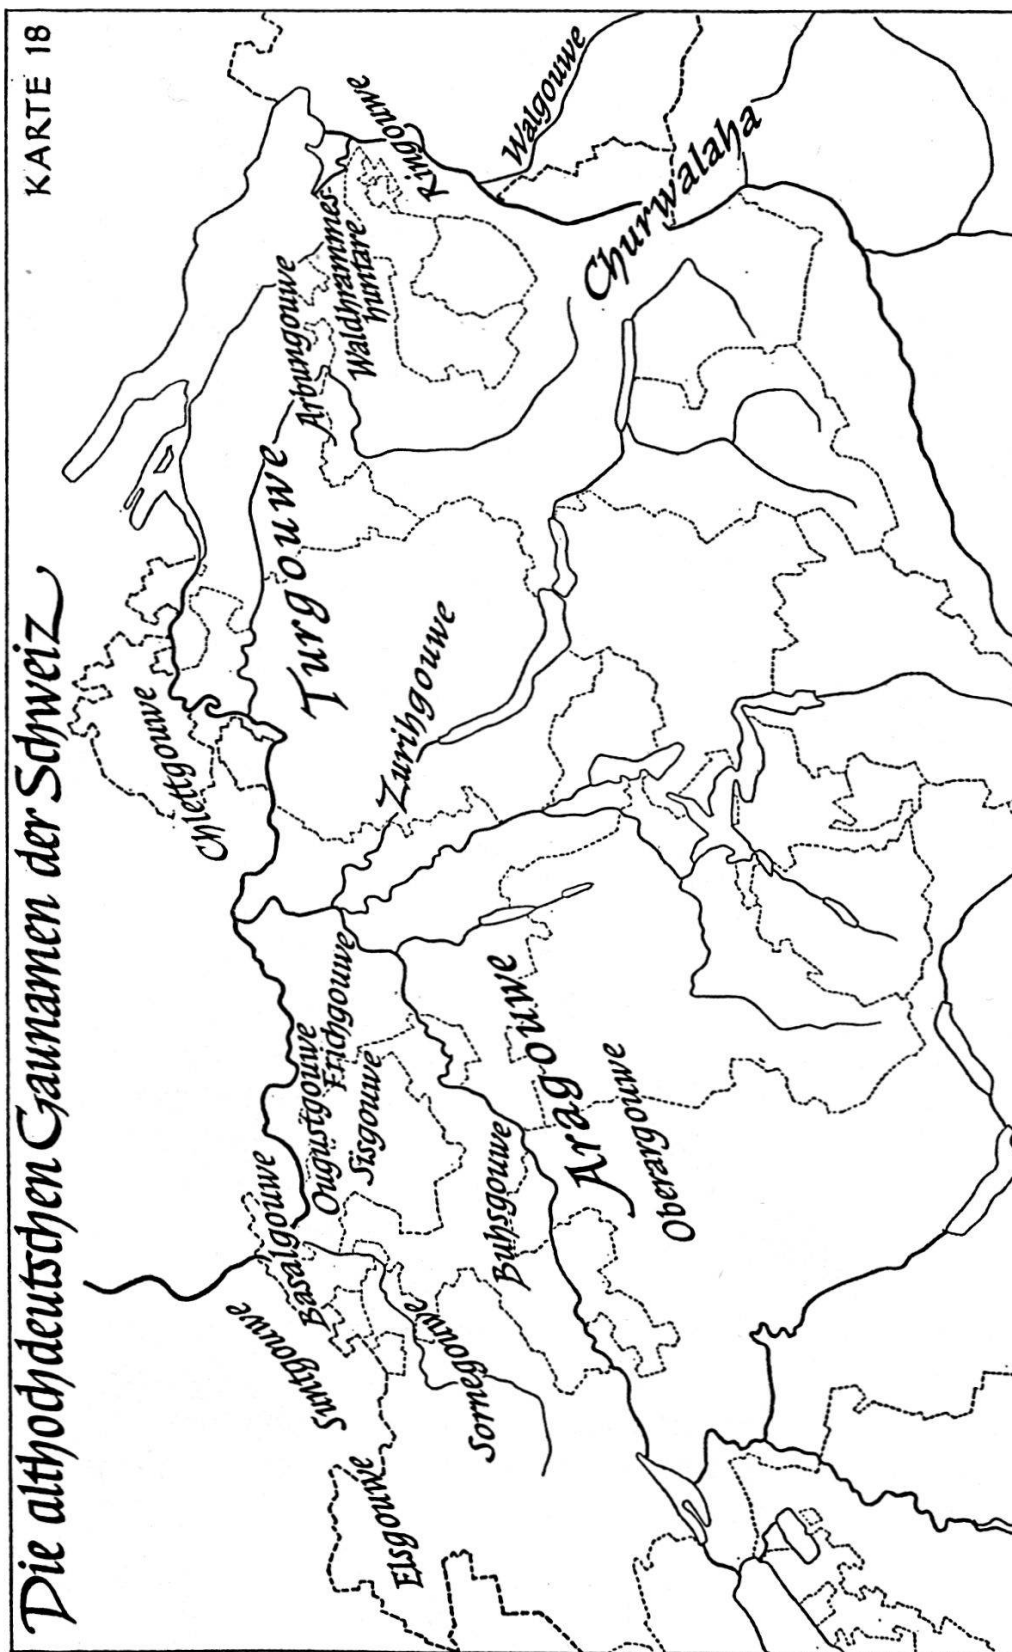 Die althochdeutschen Gaunamen der Schweiz
KARTE 18
Chlettgouwe
Turgouwe
Arbungouwe
Waldhrammes
huntare
Ringouwe
Walgouwe
Churwalaha
Zurihgouwe
Suntgouwe
Basalgouwe
Ougustgouwe
Frichgouwe
Sisgouwe
Elsgouwe
Sornegouwe
Buhsgouwe
Aragouwe
Oberargouwe